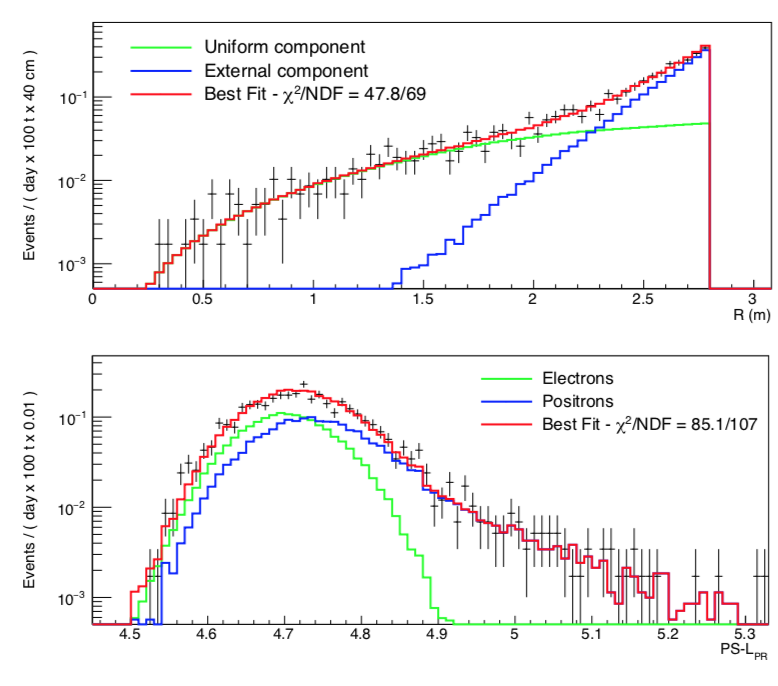 Uniform component
External component
Best Fit - χ²/NDF = 47.8/69
Events / ( day x 100 t x 40 cm )
10⁻¹
10⁻²
10⁻³
0 0.5 1 1.5 2 2.5 3
R (m)
Electrons
Positrons
Best Fit - χ²/NDF = 85.1/107
Events / ( day x 100 t x 0.01 )
10⁻¹
10⁻²
10⁻³
4.5 4.6 4.7 4.8 4.9 5 5.1 5.2 5.3
PS-L_PR